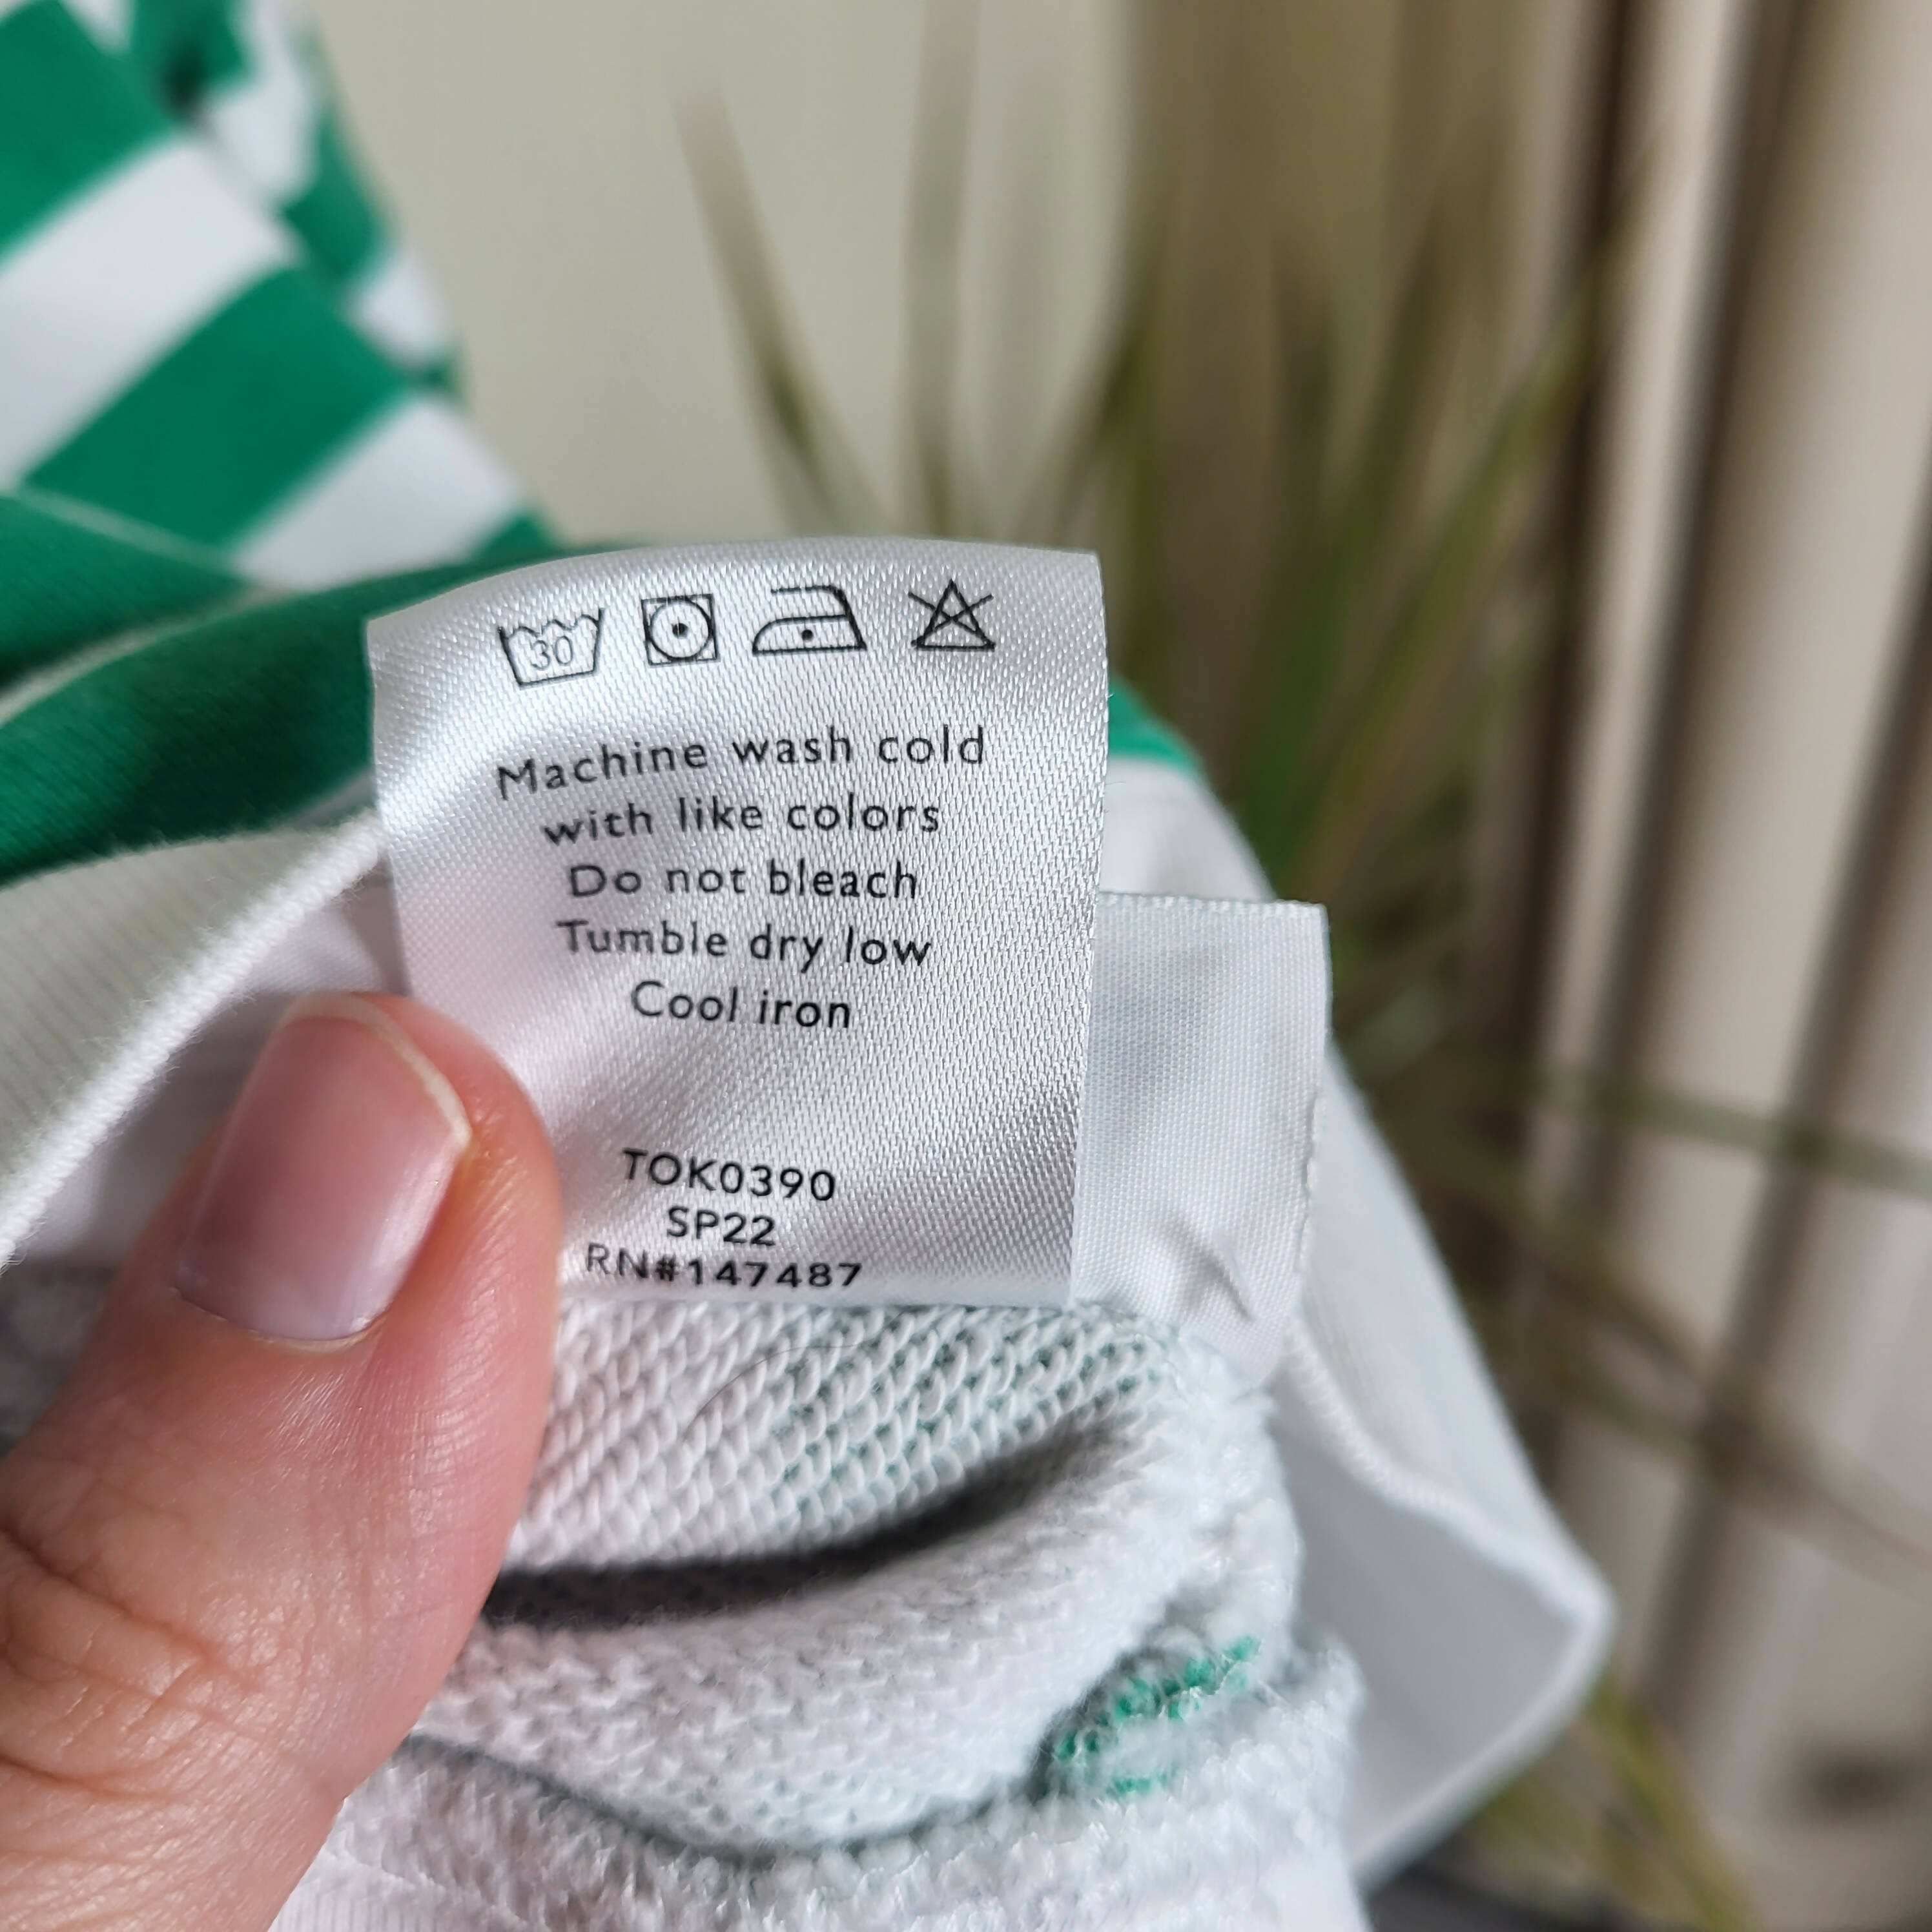 30
Machine wash cold
with like colors
Do not bleach
Tumble dry low
Cool iron
TOK0390
SP22
RN#147487